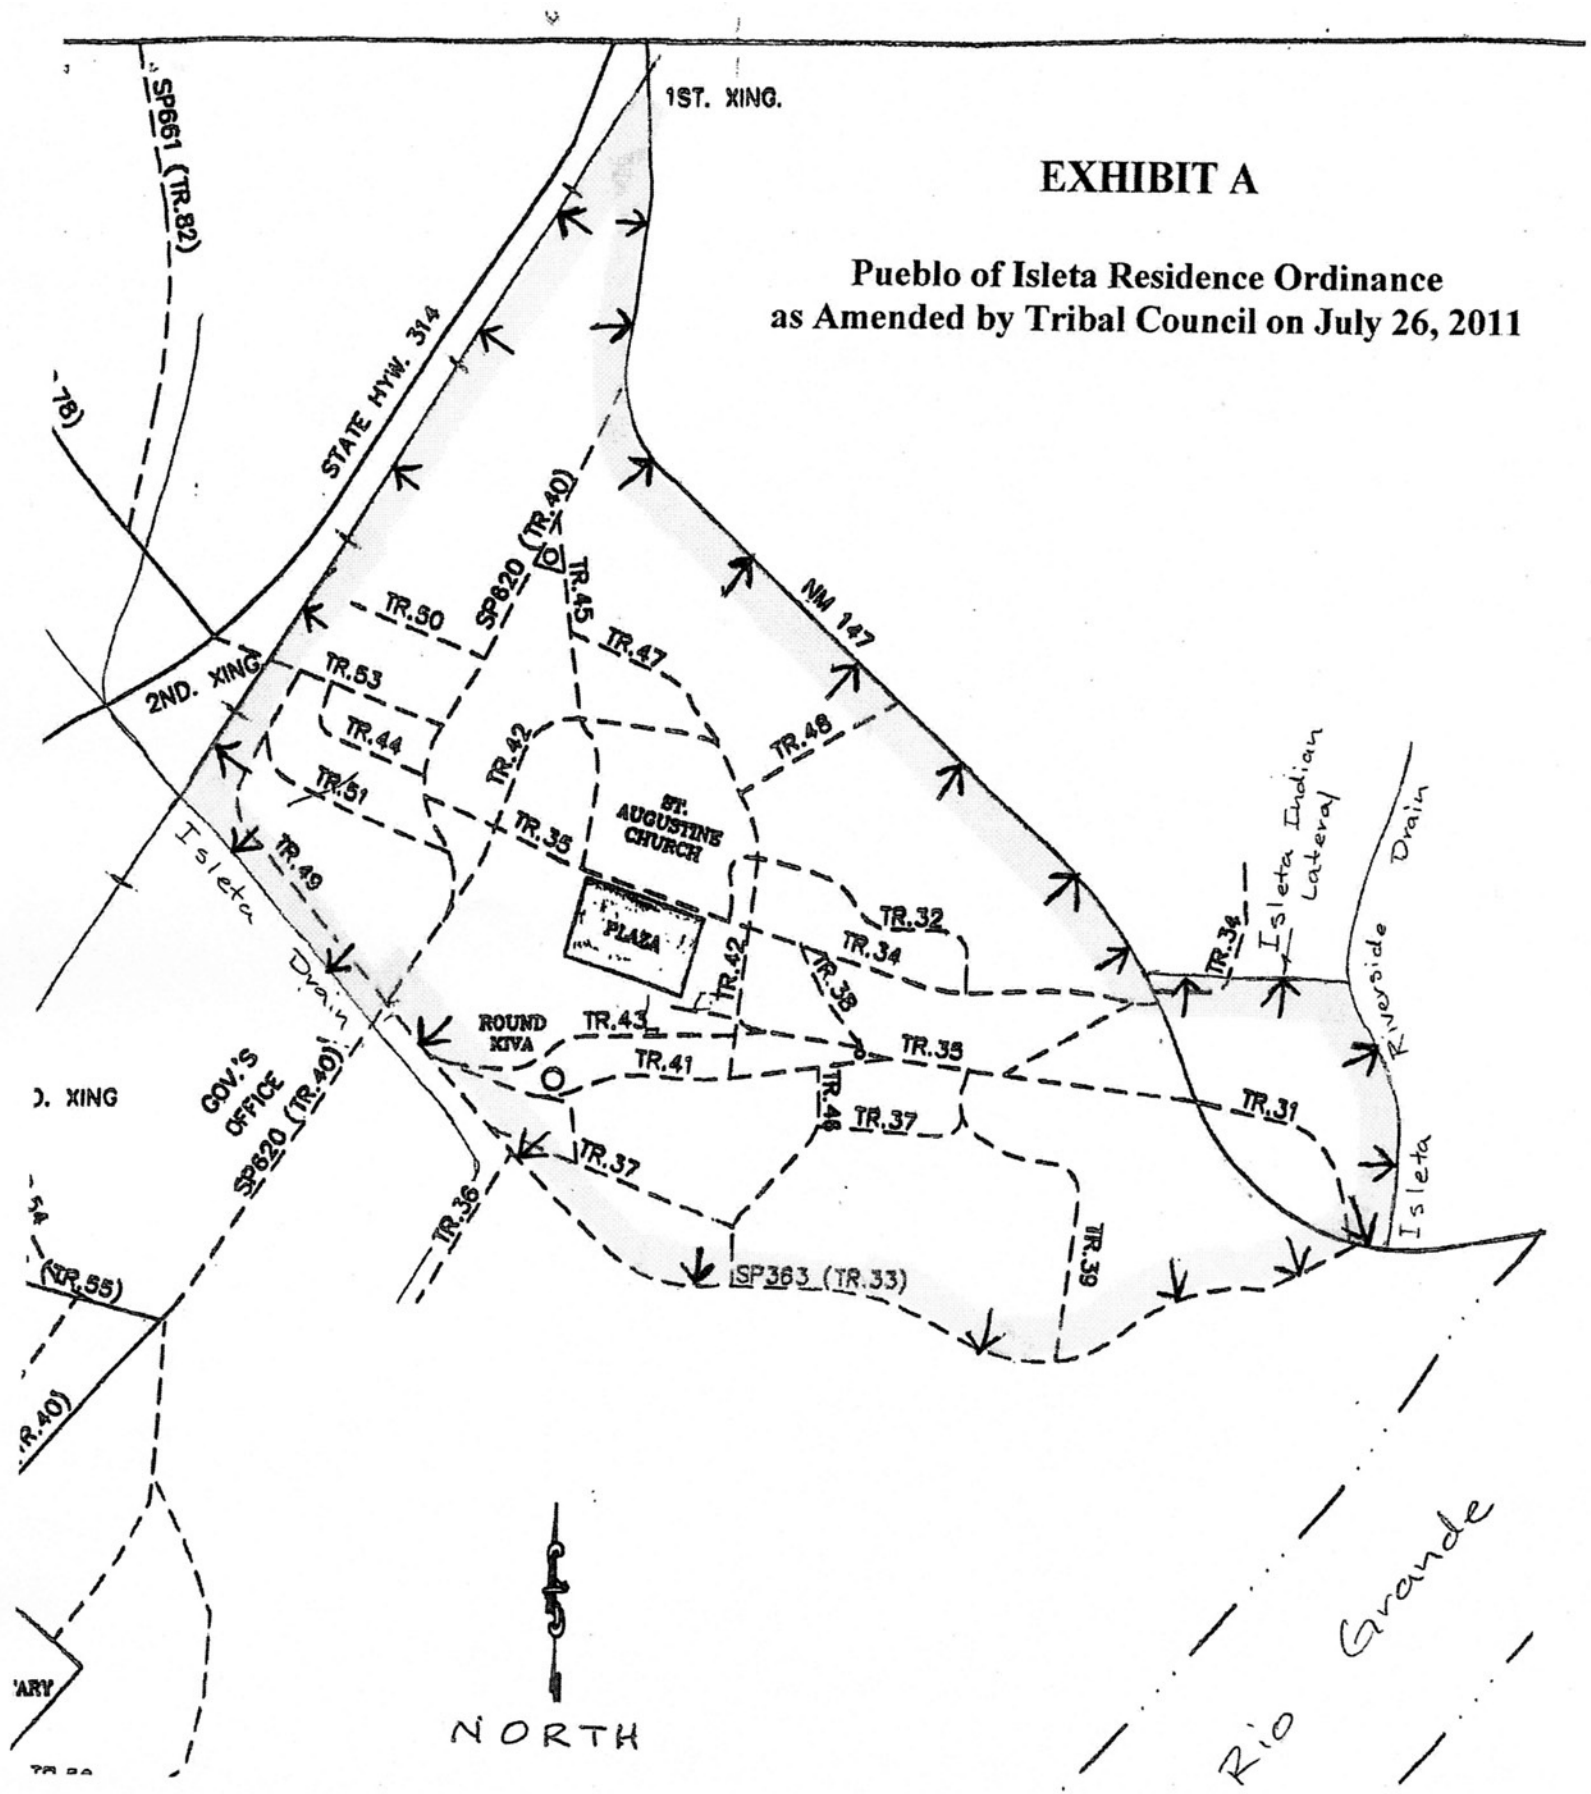 1ST. XING.
EXHIBIT A
Pueblo of Isleta Residence Ordinance
as Amended by Tribal Council on July 26, 2011
SP661 (TR.82)
STATE HYW. 314
-78)
SP620 (TR.40)
TR.45
TR.50
TR.47
NM 147
2ND. XING
TR.53
TR.44
TR.42
TR.48
TR.51
TR.35
ST.
AUGUSTINE
CHURCH
Isleta Indian
Lateral
Isleta
Drain
TR.49
PLAZA
TR.42
TR.32
TR.34
TR.38
TR.34
Isleta
Riverside
Drain
ROUND
KIVA
TR.43
TR.41
TR.35
TR.46
TR.37
TR.31
GOV.'S
OFFICE
SP620 (TR.40)
). XING
TR.37
TR.36
TR.39
SP363 (TR.33)
54
(TR.55)
R.40)
'ARY
NORTH
Rio Grande